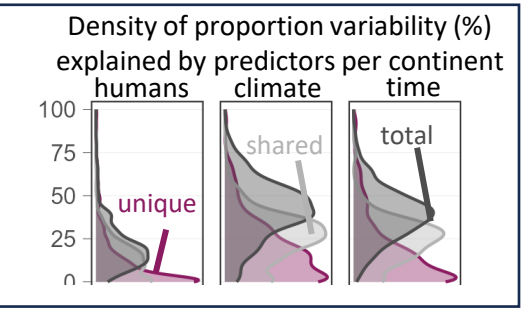 Density of proportion variability (%)
explained by predictors per continent
humans climate time
100
shared
total
75
50
unique
25
0